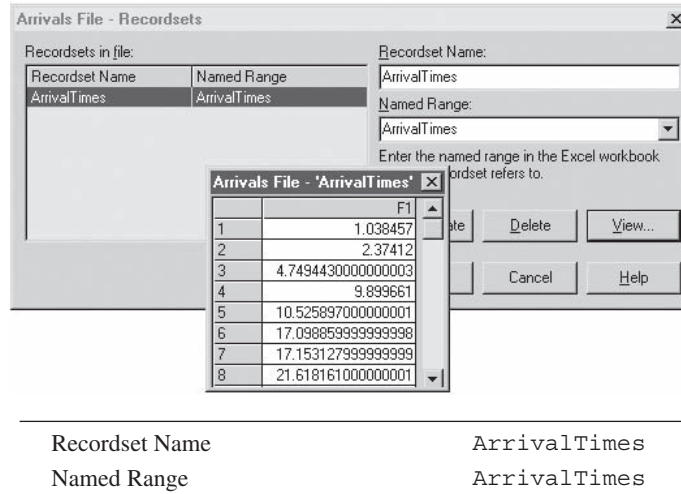 Arrivals File - Recordsets
Recordsets in file:
Recordset Name Named Range
ArrivalTimes ArrivalTimes
Recordset Name:
ArrivalTimes
Named Range:
ArrivalTimes
Enter the named range in the Excel workbook
refers to.
Delete View...
Cancel Help
Arrivals File - 'ArrivalTimes'
F1
1 1.038457
2 2.37412
3 4.7494430000000003
4 9.899661
5 10.525897000000001
6 17.098859999999998
7 17.153127999999999
8 21.618161000000001
Recordset Name ArrivalTimes
Named Range ArrivalTimes